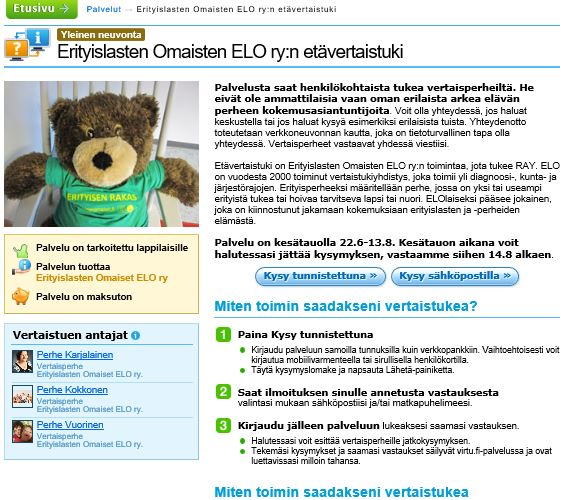 Etusivu
Palvelut → Erityislasten Omaisten ELO ry:n etävertaistuki
Yleinen neuvonta
Erityislasten Omaisten ELO ry:n etävertaistuki
ERITYISEN RAKAS
Palvelu on tarkoitettu lappilaisille
Palvelun tuottaa
Erityislasten Omaiset ELO ry
Palvelu on maksuton
Vertaistuen antajat
Perhe Karjalainen
Vertaisperhe
Erityislasten Omaiset ELO ry.
Perhe Kokkonen
Vertaisperhe
Erityislasten Omaiset ELO ry.
Perhe Vuorinen
Vertaisperhe
Erityislasten Omaiset ELO ry.
Palvelusta saat henkilökohtaista tukea vertaisperheiltä. He
eivät ole ammattilaisia vaan oman erilaista arkea elävän
perheen kokemusasiantuntijoita. Voit olla yhteydessä, jos haluat
keskustella tai jos haluat kysyä esimerkiksi erilaisista tuista. Yhteydenotto
toteutetaan verkkoneuvonnan kautta, joka on tietoturvallinen tapa olla
yhteydessä. Vertaisperheet vastaavat yhdessä viestiisi.
Etävertaistuki on Erityislasten Omaisten ELO ry:n toimintaa, jota tukee RAY. ELO
on vuodesta 2000 toiminut vertaistukiyhdistys, joka toimii yli diagnoosi-, kunta- ja
järjestörajojen. Erityisperheeksi määritellään perhe, jossa on yksi tai useampi
erityistä tukea tai hoivaa tarvitseva lapsi tai nuori. ELOlaiseksi pääsee jokainen,
joka on kiinnostunut jakamaan kokemuksiaan erityislasten ja -perheiden
elämästä.
Palvelu on kesätauolla 22.6-13.8. Kesätauon aikana voit
halutessasi jättää kysymyksen, vastaamme siihen 14.8 alkaen.
Kysy tunnistettuna »
Kysy sähköpostilla »
Miten toimin saadakseni vertaistukea?
1 Paina Kysy tunnistettuna
Kirjaudu palveluun samoilla tunnuksilla kuin verkkopankkiin. Vaihtoehtoisesti voit
kirjautua mobiilivarmenteella tai sirullisella henkilökortilla.
Täytä kysymyslomake ja napsauta Lähetä-painiketta.
2 Saat ilmoituksen sinulle annetusta vastauksesta
valintasi mukaan sähköpostiisi ja/tai matkapuhelimeesi.
3 Kirjaudu jälleen palveluun lukeaksesi saamasi vastauksen.
Halutessasi voit esittää vertaisperheille jatkokysymyksen.
Tekemäsi kysymykset ja saamasi vastaukset säilyvät virtu.fi-palvelussa ja ovat
luettavissasi milloin tahansa.
Miten toimin saadakseni vertaistukea